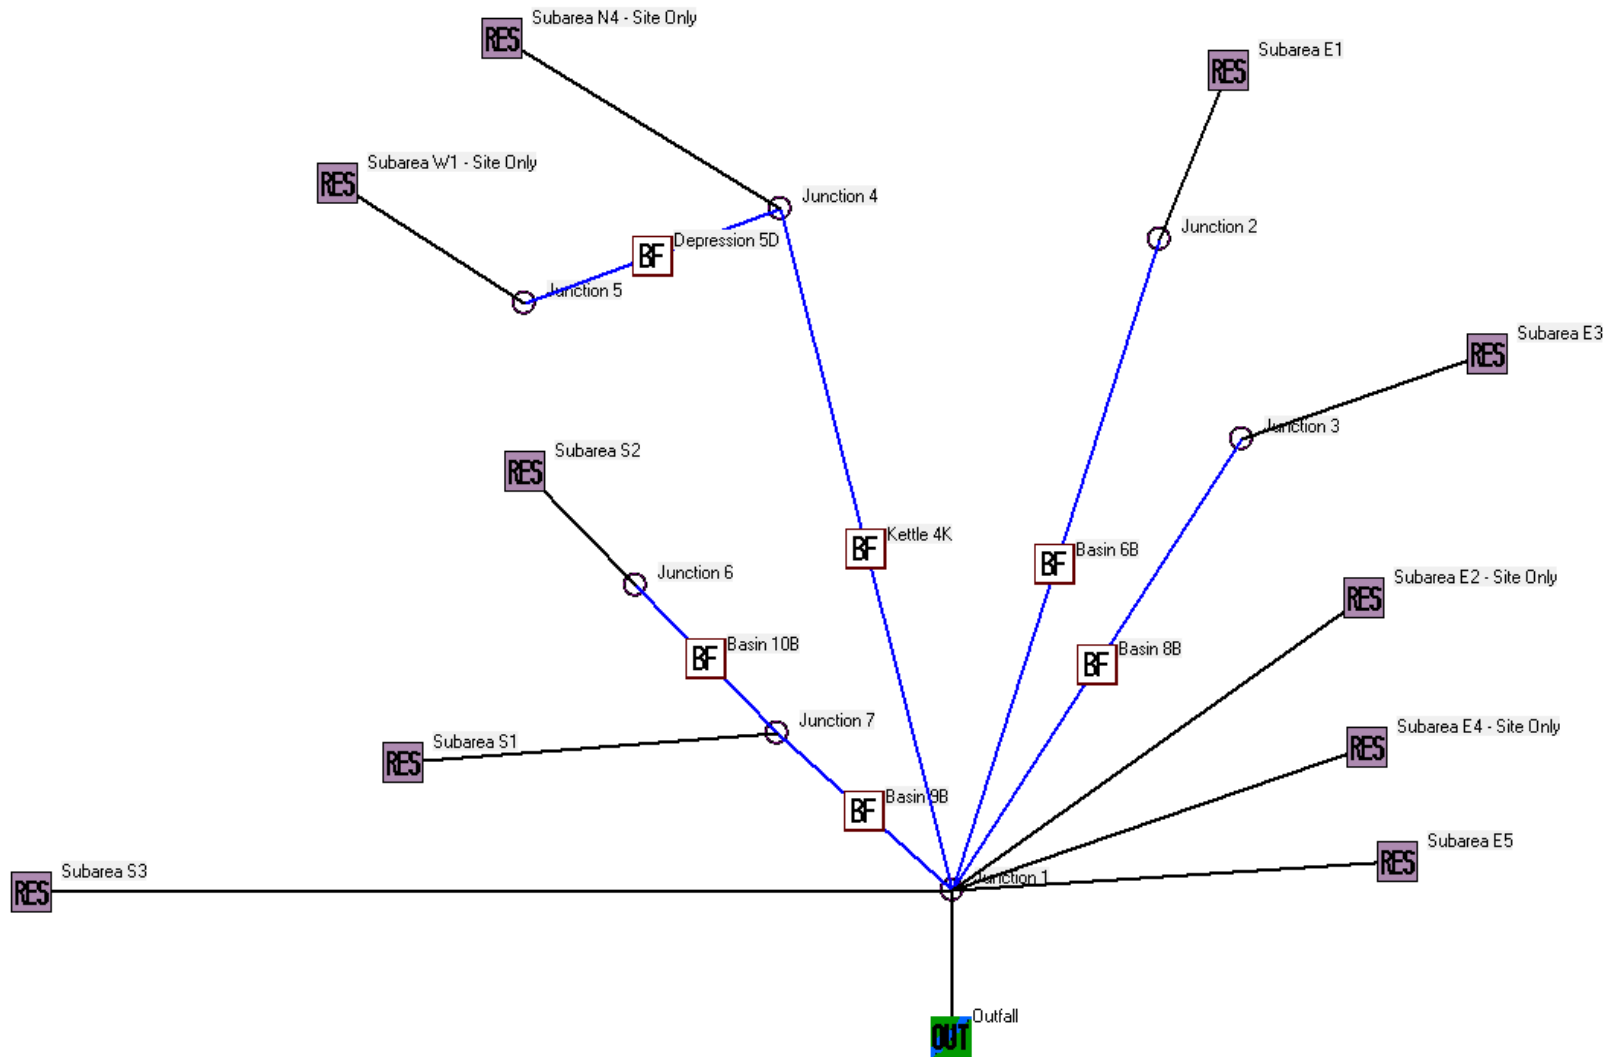 Subarea N4 - Site Only
RES
Subarea E1
RES
Subarea W1 - Site Only
RES
Junction 4
Junction 2
Depression 5D
BF
Junction 5
Subarea E3
RES
Junction 3
Subarea S2
RES
Kettle 4K
BF
Basin 6B
BF
Junction 6
Subarea E2 - Site Only
RES
Basin 10B
BF
Basin 8B
BF
Junction 7
Subarea E4 - Site Only
RES
Subarea S1
RES
Basin 9B
BF
Subarea E5
RES
Subarea S3
RES
Junction 1
Outfall
OUT